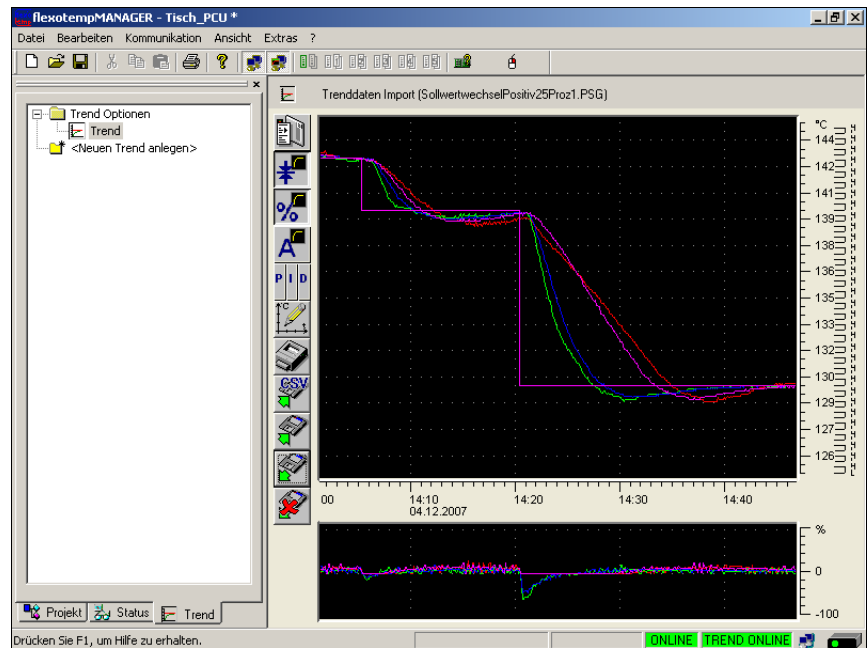 flexotempMANAGER - Tisch_PCU *
Datei Bearbeiten Kommunikation Ansicht Extras ?
Trenddaten Import (SollwertwechselPositiv25Proz1.PSG)
Trend Optionen
Trend
<Neuen Trend anlegen>
%
A
P I D
°C
CSV
°C
144
142
141
139
138
136
135
133
132
130
129
127
126
00 14:10 14:20 14:30 14:40
04.12.2007
%
0
-100
Projekt Status Trend
Drücken Sie F1, um Hilfe zu erhalten.
ONLINE TREND ONLINE